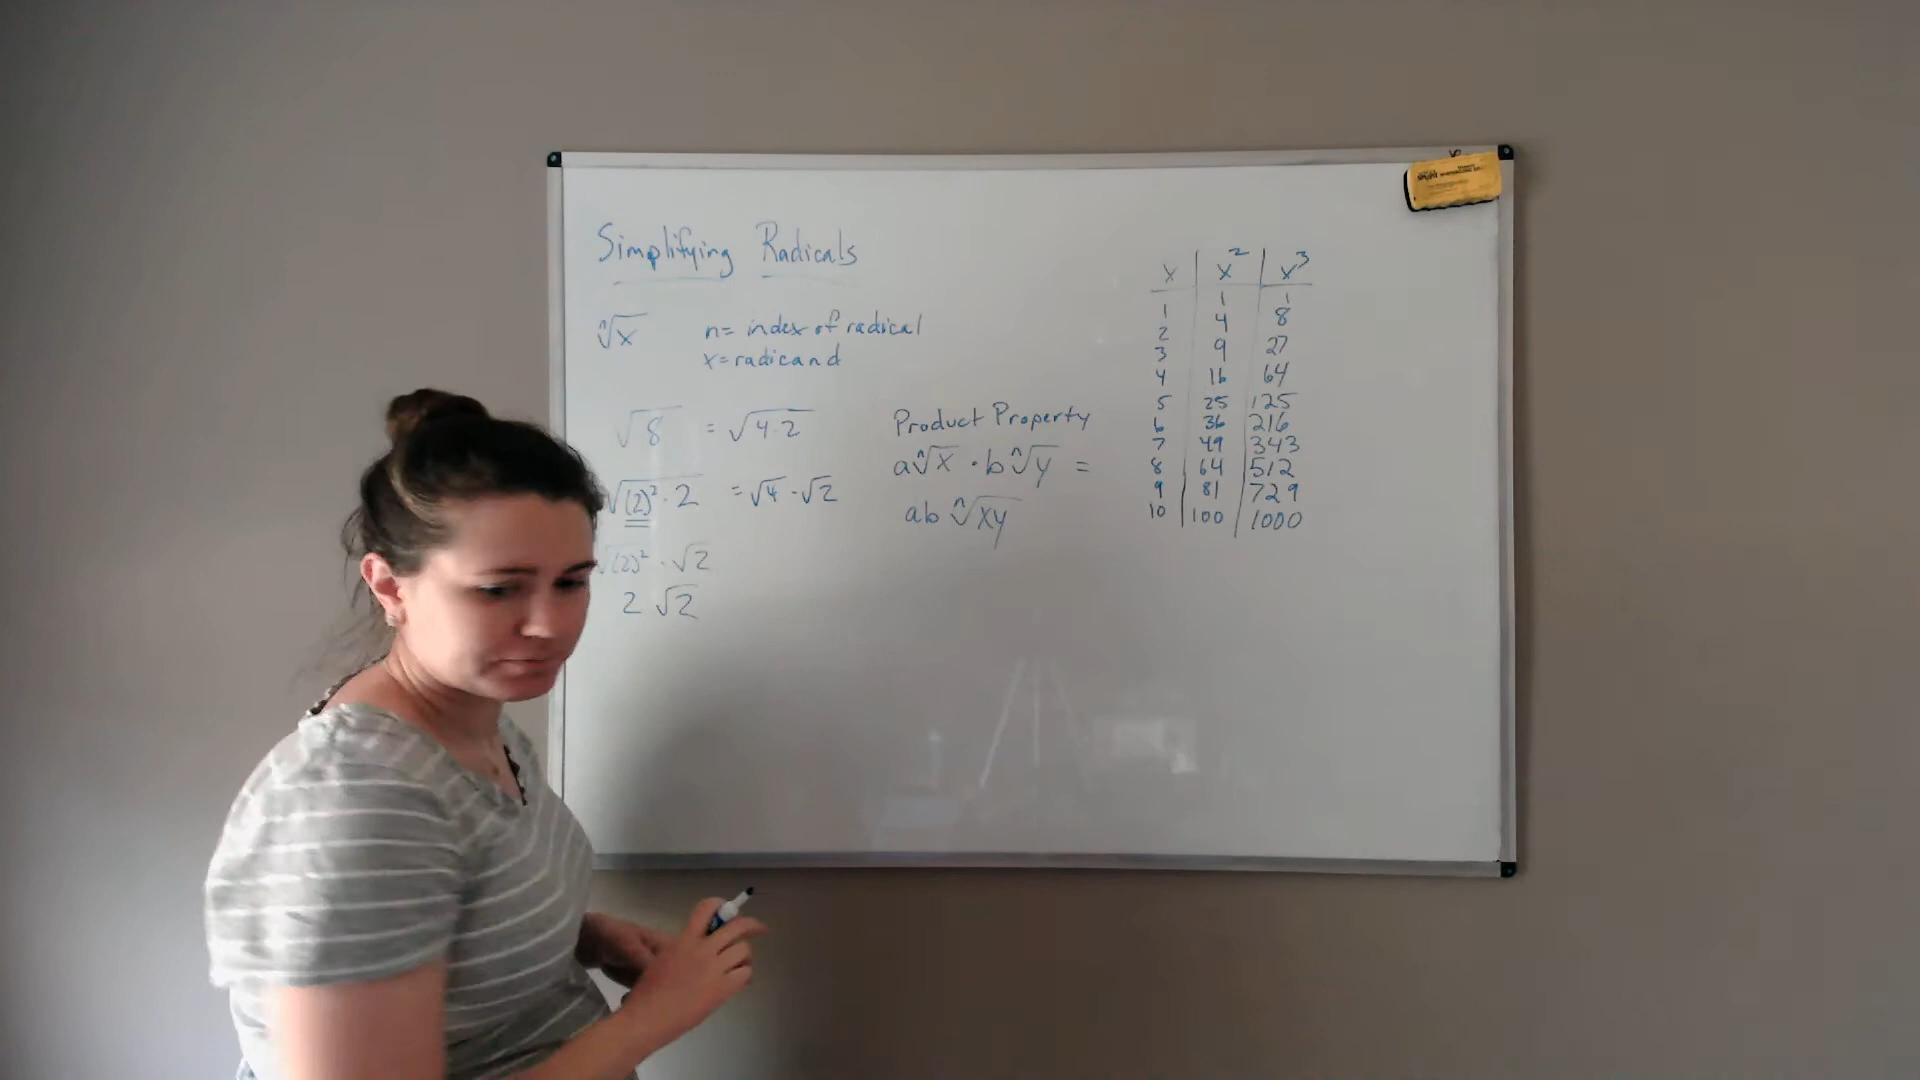 Simplifying Radicals
ⁿ√x n= index of radical
x= radicand
√8 = √4·2
√(2)²·2 = √4·√2
√(2)² · √2
2 √2
Product Property
aⁿ√x · bⁿ√y =
ab ⁿ√xy
x x² x³
1 1 1
2 4 8
3 9 27
4 16 64
5 25 125
6 36 216
7 49 343
8 64 512
9 81 729
10 100 1000